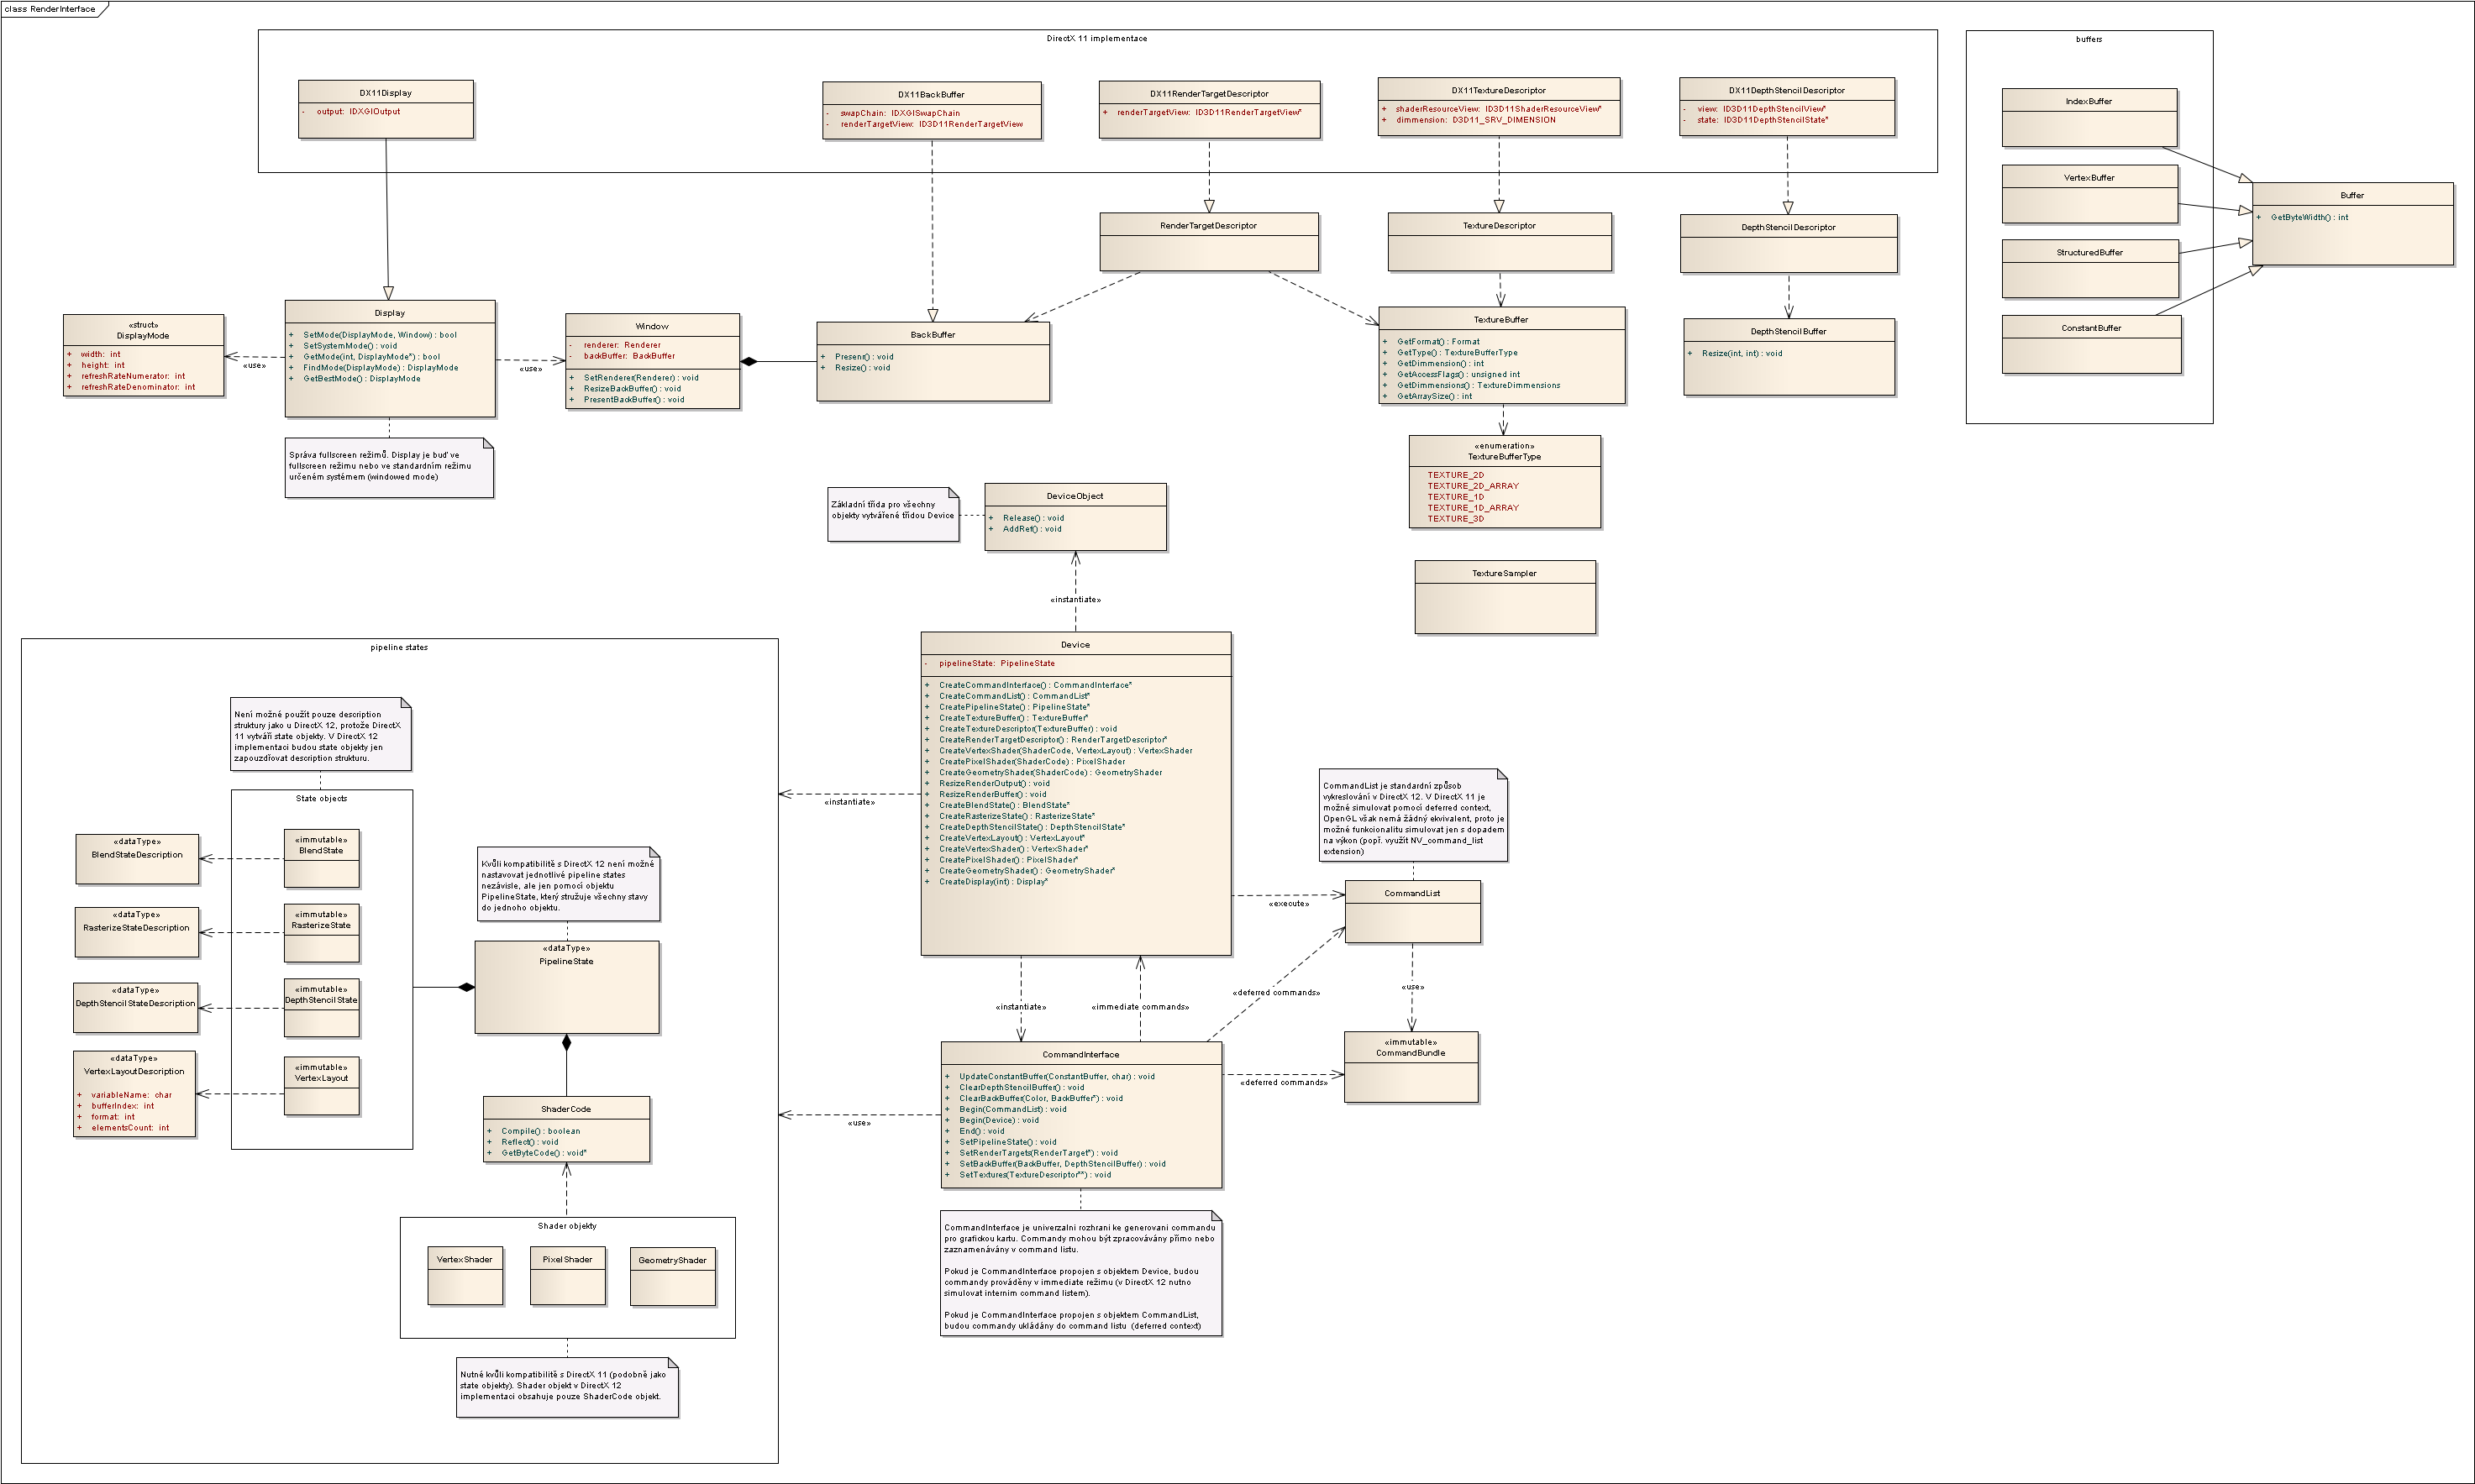 class RenderInterface
DirectX 11 implementace
DX11Display
- output: IDXGIOutput
DX11BackBuffer
- swapChain: IDXGISwapChain
- renderTargetView: ID3D11RenderTargetView
DX11RenderTargetDescriptor
+ renderTargetView: ID3D11RenderTargetView*
DX11TextureDescriptor
+ shaderResourceView: ID3D11ShaderResourceView*
+ dimmension: D3D11_SRV_DIMENSION
DX11DepthStencilDescriptor
- view: ID3D11DepthStencilView*
- state: ID3D11DepthStencilState*
buffers
IndexBuffer
VertexBuffer
StructuredBuffer
ConstantBuffer
Buffer
+ GetByteWidth() : int
RenderTargetDescriptor
TextureDescriptor
DepthStencilDescriptor
«struct»
DisplayMode
+ width: int
+ height: int
+ refreshRateNumerator: int
+ refreshRateDenominator: int
«use»
Display
+ SetMode(DisplayMode, Window) : bool
+ SetSystemMode() : void
+ GetMode(int, DisplayMode*) : bool
+ FindMode(DisplayMode) : DisplayMode
+ GetBestMode() : DisplayMode
«use»
Window
- renderer: Renderer
- backBuffer: BackBuffer
+ SetRenderer(Renderer) : void
+ ResizeBackBuffer() : void
+ PresentBackBuffer() : void
BackBuffer
+ Presenr() : void
+ Resize() : void
TextureBuffer
+ GetFormat() : Format
+ GetType() : TextureBufferType
+ GetDimmension() : int
+ GetAccessFlags() : unsigned int
+ GetDimmensions() : TextureDimmensions
+ GetArraySize() : int
DepthStencilBuffer
+ Resize(int, int) : void
Správa fullscreen režimů. Display je buď ve
fullscreen režimu nebo ve standardním režimu
určeném systémem (windowed mode)
«enumeration»
TextureBufferType
TEXTURE_2D
TEXTURE_2D_ARRAY
TEXTURE_1D
TEXTURE_1D_ARRAY
TEXTURE_3D
Základní třída pro všechny
objekty vytvářené třídou Device
DeviceObject
+ Release() : void
+ AddRef() : void
TextureSampler
«instantiate»
Device
- pipelineState: PipelineState
+ CreateCommandInterface() : CommandInterface*
+ CreateCommandList() : CommandList*
+ CreatePipelineState() : PipelineState*
+ CreateTextureBuffer() : TextureBuffer*
+ CreateTextureDescriptor(TextureBuffer) : void
+ CreateRenderTargetDescriptor() : RenderTargetDescriptor*
+ CreateVertexShader(ShaderCode, VertexLayout) : VertexShader
+ CreatePixelShader(ShaderCode) : PixelShader
+ CreateGeometryShader(ShaderCode) : GeometryShader
+ ResizeRenderOutput() : void
+ ResizeRenderBuffer() : void
+ CreateBlendState() : BlendState*
+ CreateRasterizeState() : RasterizeState*
+ CreateDepthStencilState() : DepthStencilState*
+ CreateVertexLayout() : VertexLayout*
+ CreateVertexShader() : VertexShader*
+ CreatePixelShader() : PixelShader*
+ CreateGeometryShader() : GeometryShader*
+ CreateDisplay(int) : Display*
pipeline states
Není možné použít pouze description
struktury jako u DirectX 12, protože DirectX
11 vytváří state objekty. V DirectX 12
implementaci budou state objekty jen
zapouzdřovat description strukturu.
State objects
«dataType»
BlendStateDescription
«immutable»
BlendState
«dataType»
RasterizeStateDescription
«immutable»
RasterizeState
«dataType»
DepthStencilStateDescription
«immutable»
DepthStencilState
«dataType»
VertexLayoutDescription
+ variableName: char
+ bufferIndex: int
+ format: int
+ elementsCount: int
«immutable»
VertexLayout
Kvůli kompatibilitě s DirectX 12 není možné
nastavovat jednotlivé pipeline states
nezávisle, ale jen pomocí objektu
PipelineState, který stružuje všechny stavy
do jednoho objektu.
«dataType»
PipelineState
ShaderCode
+ Compile() : boolean
+ Reflect() : void
+ GetByteCode() : void*
Shader objekty
VertexShader
PixelShader
GeometryShader
Nutné kvůli kompatibilitě s DirectX 11 (podobně jako
state objekty). Shader objekt v DirectX 12
implementaci obsahuje pouze ShaderCode objekt.
«instantiate»
CommandList je standardní způsob
vykreslování v DirectX 12. V DirectX 11 je
možné simulovat pomocí deferred context,
OpenGL však nemá žádný ekvivalent, proto je
možné funkcionalitu simulovat jen s dopadem
na výkon (popř. využít NV_command_list
extension)
CommandList
«execute»
«instantiate»
«immediate commands»
«deferred commands»
«use»
«immutable»
CommandBundle
«deferred commands»
CommandInterface
+ UpdateConstantBuffer(ConstantBuffer, char) : void
+ ClearDepthStencilBuffer() : void
+ ClearBackBuffer(Color, BackBuffer*) : void
+ Begin(CommandList) : void
+ Begin(Device) : void
+ End() : void
+ SetPipelineState() : void
+ SetRenderTargets(RenderTarget*) : void
+ SetBackBuffer(BackBuffer, DepthStencilBuffer) : void
+ SetTextures(TextureDescriptor**) : void
«use»
CommandInterface je univerzalni rozhrani ke generovani commandu
pro grafickou kartu. Commandy mohou být zpracovávány přímo nebo
zaznamenávány v command listu.
Pokud je CommandInterface propojen s objektem Device, budou
commandy prováděny v immediate režimu (v DirectX 12 nutno
simulovat internim command listem).
Pokud je CommandInterface propojen s objektem CommandList,
budou commandy ukládány do command listu (deferred context)